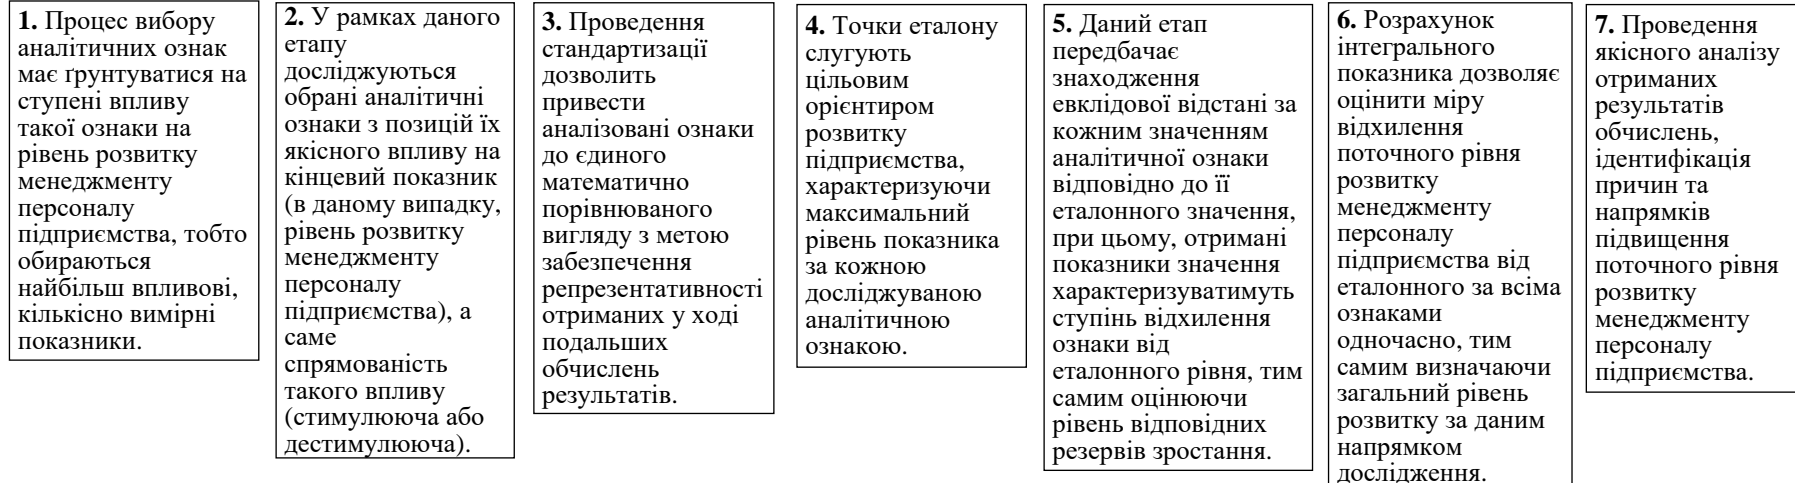 1. Процес вибору
аналітичних ознак
має ґрунтуватися на
ступені впливу
такої ознаки на
рівень розвитку
менеджменту
персоналу
підприємства, тобто
обираються
найбільш впливові,
кількісно вимірні
показники.
2. У рамках даного
етапу
досліджуються
обрані аналітичні
ознаки з позицій їх
якісного впливу на
кінцевий показник
(в даному випадку,
рівень розвитку
менеджменту
персоналу
підприємства), а
саме
спрямованість
такого впливу
(стимулююча або
дестимулююча).
3. Проведення
стандартизації
дозволить
привести
аналізовані ознаки
до єдиного
математично
порівнюваного
вигляду з метою
забезпечення
репрезентативності
отриманих у ході
подальших
обчислень
результатів.
4. Точки еталону
слугують
цільовим
орієнтиром
розвитку
підприємства,
характеризуючи
максимальний
рівень показника
за кожною
досліджуваною
аналітичною
ознакою.
5. Даний етап
передбачає
знаходження
евклідової відстані за
кожним значенням
аналітичної ознаки
відповідно до її
еталонного значення,
при цьому, отримані
показники значення
характеризуватимуть
ступінь відхилення
ознаки від
еталонного рівня, тим
самим оцінюючи
рівень відповідних
резервів зростання.
6. Розрахунок
інтегрального
показника дозволяє
оцінити міру
відхилення
поточного рівня
розвитку
менеджменту
персоналу
підприємства від
еталонного за всіма
ознаками
одночасно, тим
самим визначаючи
загальний рівень
розвитку за даним
напрямком
дослідження.
7. Проведення
якісного аналізу
отриманих
результатів
обчислень,
ідентифікація
причин та
напрямків
підвищення
поточного рівня
розвитку
менеджменту
персоналу
підприємства.